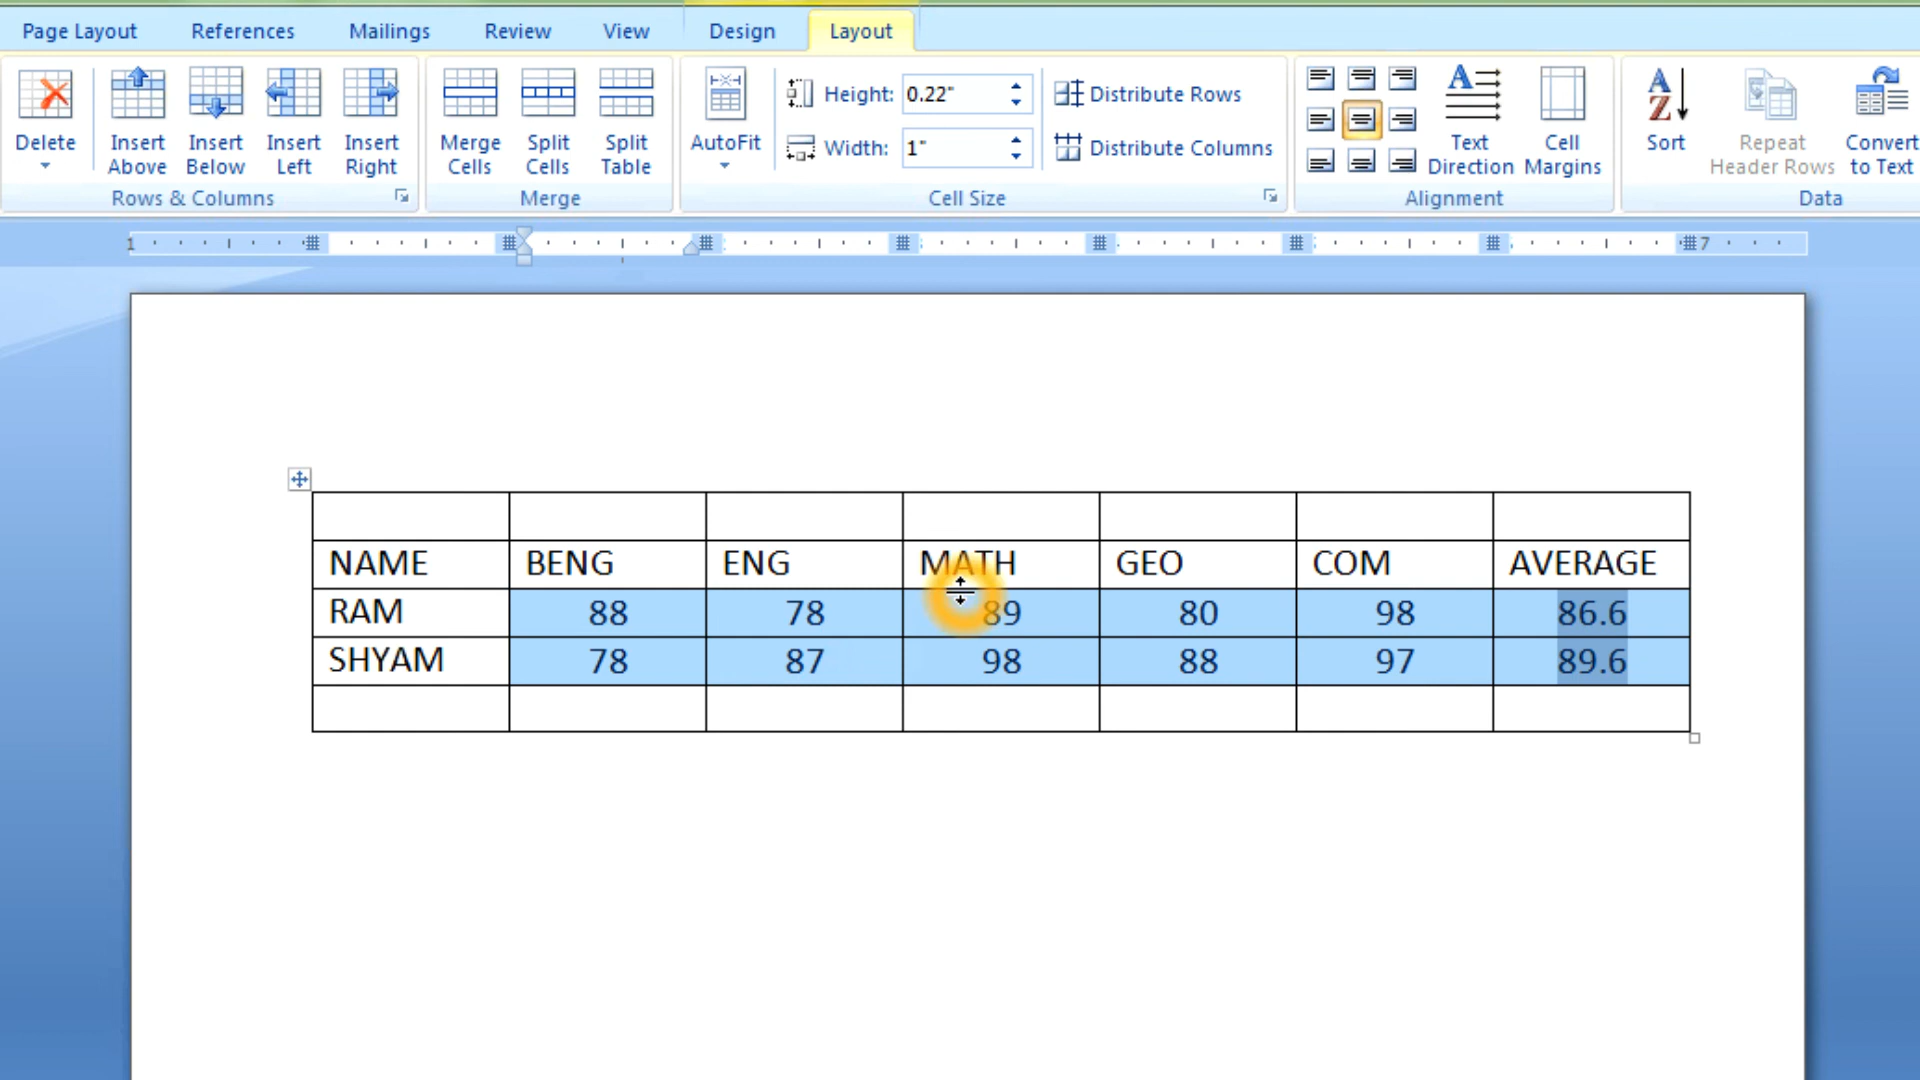 Page Layout References Mailings Review View Design Layout
Delete Insert Above Insert Below Insert Left Insert Right Merge Cells Split Cells Split Table AutoFit Height: 0.22" Distribute Rows Width: 1" Distribute Columns Text Direction Cell Margins A Z Sort Repeat Header Rows Convert to Text
Rows & Columns Merge Cell Size Alignment Data
1 7
NAME BENG ENG MATH GEO COM AVERAGE
RAM 88 78 89 80 98 86.6
SHYAM 78 87 98 88 97 89.6